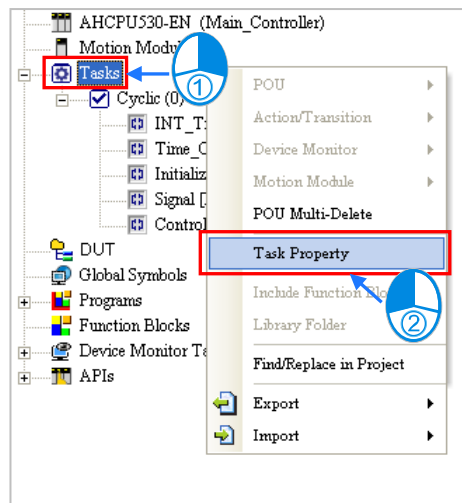 AHCPU530-EN (Main_Controller)
Motion Modul
Tasks
①
Cyclic (0)
INT_T
Time_C
Initializ
Signal [
Control
DUT
Global Symbols
Programs
Function Blocks
Device Monitor Ta
APIs
POU
Action/Transition
Device Monitor
Motion Module
POU Multi-Delete
Task Property
Include Function Blo
②
Library Folder
Find/Replace in Project
Export
Import